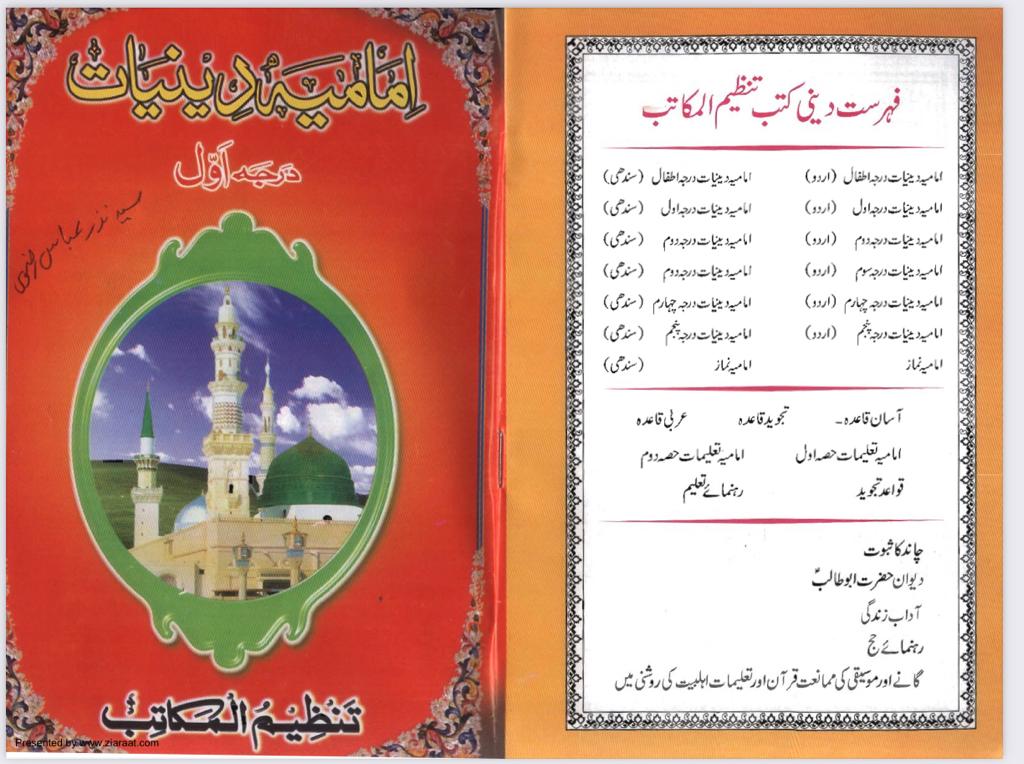 امامیہ دینیات
درجہ اوّل
سید نذر عباس رضوی
تنظیم المکاتب
Presented by www.ziaraat.com
فہرست دینی کتب تنظیم المکاتب
امامیہ دینیات درجہ اطفال (اردو) امامیہ دینیات درجہ اطفال (سندھی)
امامیہ دینیات درجہ اول (اردو) امامیہ دینیات درجہ اول (سندھی)
امامیہ دینیات درجہ دوم (اردو) امامیہ دینیات درجہ دوم (سندھی)
امامیہ دینیات درجہ سوم (اردو) امامیہ دینیات درجہ دوم (سندھی)
امامیہ دینیات درجہ چہارم (اردو) امامیہ دینیات درجہ چہارم (سندھی)
امامیہ دینیات درجہ پنجم (اردو) امامیہ دینیات درجہ پنجم (سندھی)
امامیہ نماز امامیہ نماز (سندھی)
آسان قاعدہ۔ تجوید قاعدہ عربی قاعدہ
امامیہ تعلیمات حصہ اول امامیہ تعلیمات حصہ دوم
قواعد تجوید رہنمائے تعلیم
چاند کا ثبوت
دیوان حضرت ابو طالبؑ
آداب زندگی
رہنمائے حج
گانے اور موسیقی کی ممانعت قرآن اور تعلیمات اہلبیت کی روشنی میں